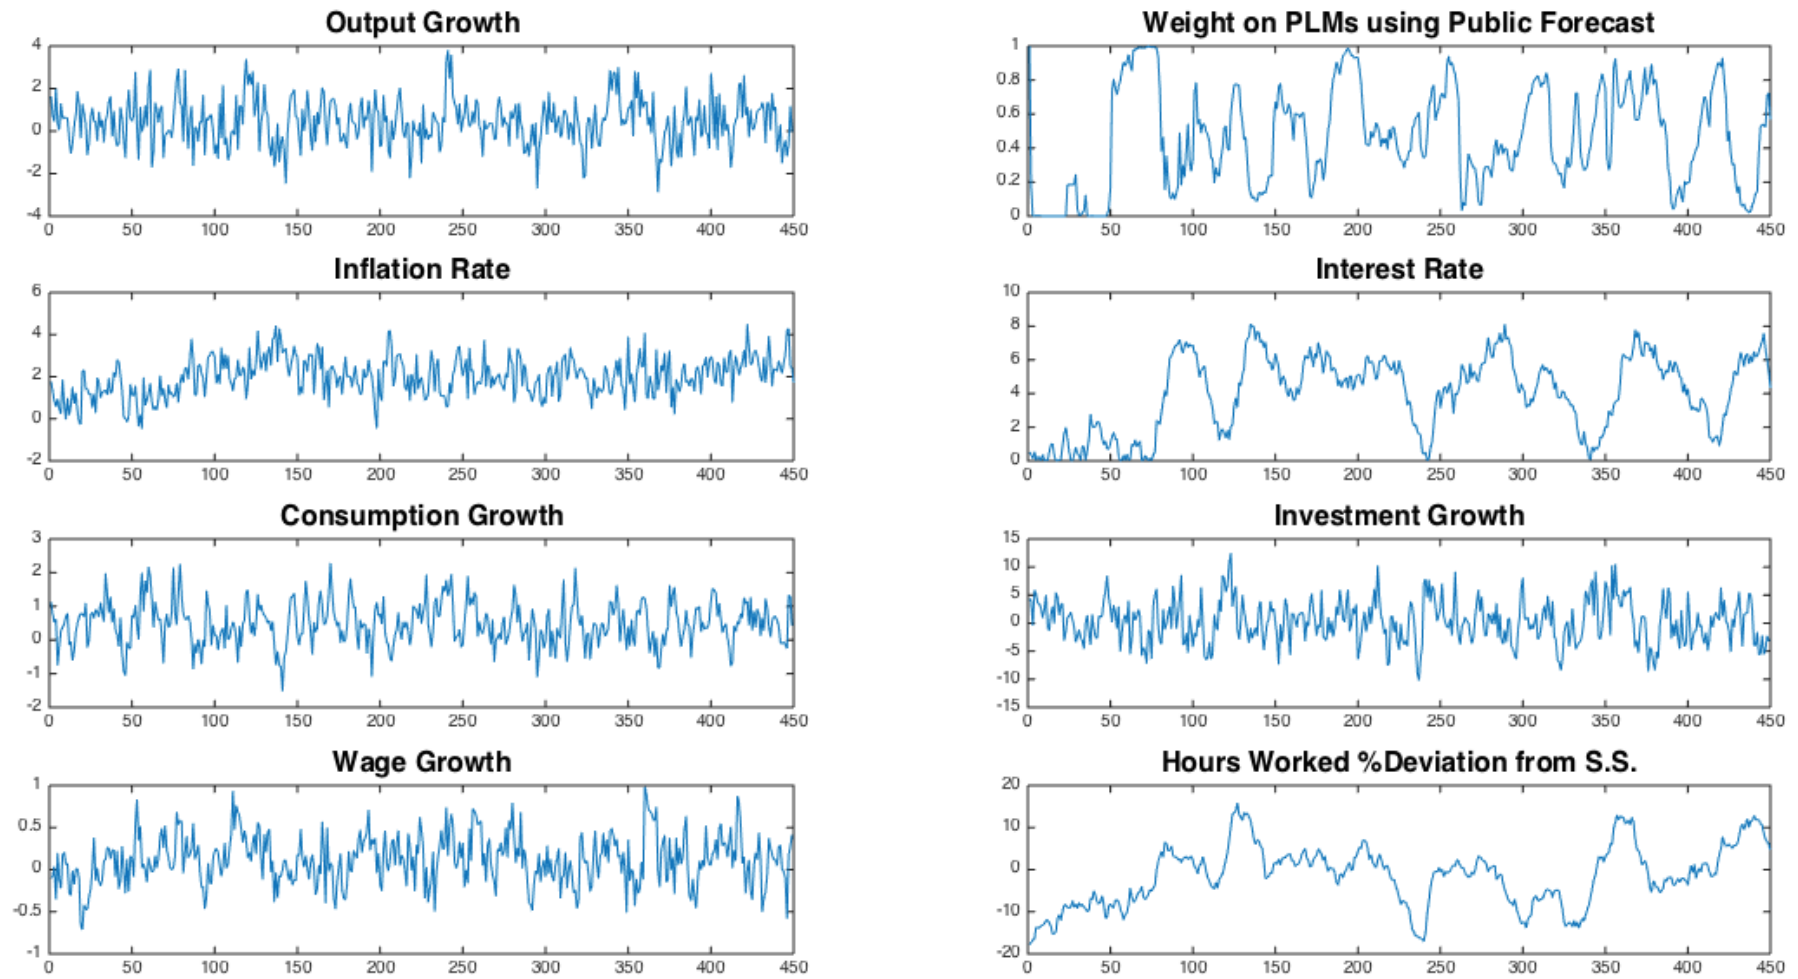 Output Growth
4
2
0
-2
-4
0 50 100 150 200 250 300 350 400 450
Weight on PLMs using Public Forecast
1
0.8
0.6
0.4
0.2
0
0 50 100 150 200 250 300 350 400 450
Inflation Rate
6
4
2
0
-2
0 50 100 150 200 250 300 350 400 450
Interest Rate
10
8
6
4
2
0
0 50 100 150 200 250 300 350 400 450
Consumption Growth
3
2
1
0
-1
-2
0 50 100 150 200 250 300 350 400 450
Investment Growth
15
10
5
0
-5
-10
-15
0 50 100 150 200 250 300 350 400 450
Wage Growth
1
0.5
0
-0.5
-1
0 50 100 150 200 250 300 350 400 450
Hours Worked %Deviation from S.S.
20
10
0
-10
-20
0 50 100 150 200 250 300 350 400 450